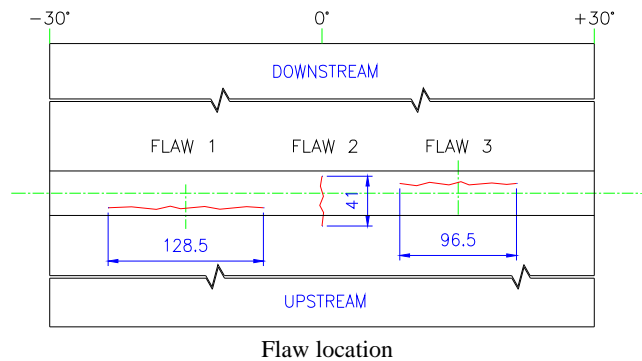 −30° 0° +30°
DOWNSTREAM
FLAW 1 FLAW 2 FLAW 3
41
128.5 96.5
UPSTREAM
Flaw location